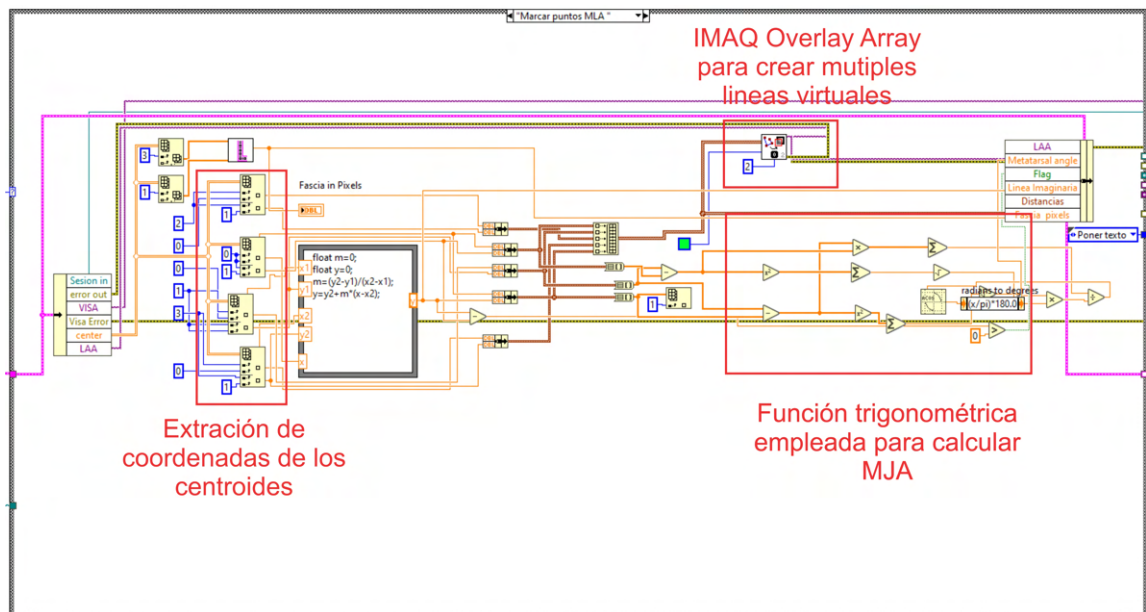 "Marcar puntos MLA "
IMAQ Overlay Array
para crear mutiples
lineas virtuales
3
1
Fascia in Pixels
DBL
2
1
0
0
1
1
3
0
1
Sesion in
error out
VISA
Visa Error
center
LAA
x1
y1
x2
y2
x
float m=0;
float y=0;
m=(y2-y1)/(x2-x1);
y=y2+m*(x-x2);
2
1
LAA
Metatarsal angle
Flag
Linea Imaginaria
Distancias
Fascia pixels
Poner texto
radians to degrees
(x/pi)*180.0
0
Extración de
coordenadas de los
centroides
Función trigonométrica
empleada para calcular
MJA